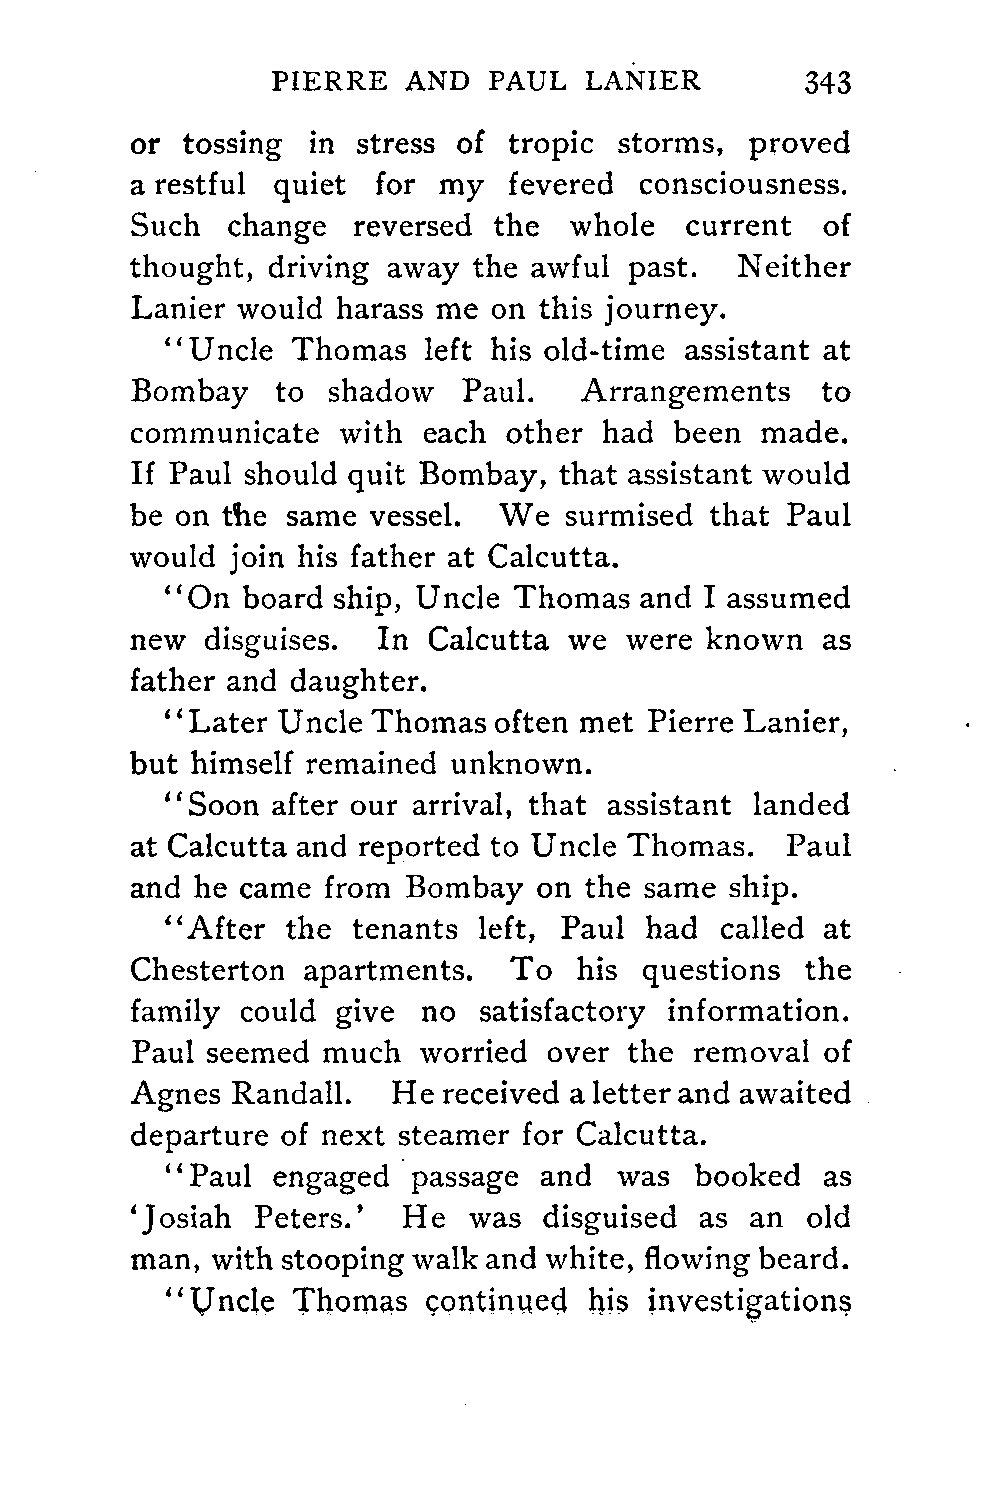 PIERRE AND PAUL LANIER 343
or tossing in stress of tropic storms, proved
a restful quiet for my fevered consciousness.
Such change reversed the whole current of
thought, driving away the awful past. Neither
Lanier would harass me on this journey.
"Uncle Thomas left his old-time assistant at
Bombay to shadow Paul. Arrangements to
communicate with each other had been made.
If Paul should quit Bombay, that assistant would
be on the same vessel. We surmised that Paul
would join his father at Calcutta.
"On board ship, Uncle Thomas and I assumed
new disguises. In Calcutta we were known as
father and daughter.
"Later Uncle Thomas often met Pierre Lanier,
but himself remained unknown.
"Soon after our arrival, that assistant landed
at Calcutta and reported to Uncle Thomas. Paul
and he came from Bombay on the same ship.
"After the tenants left, Paul had called at
Chesterton apartments. To his questions the
family could give no satisfactory information.
Paul seemed much worried over the removal of
Agnes Randall. He received a letter and awaited
departure of next steamer for Calcutta.
"Paul engaged passage and was booked as
'Josiah Peters.' He was disguised as an old
man, with stooping walk and white, flowing beard.
"Uncle Thomas continued his investigations